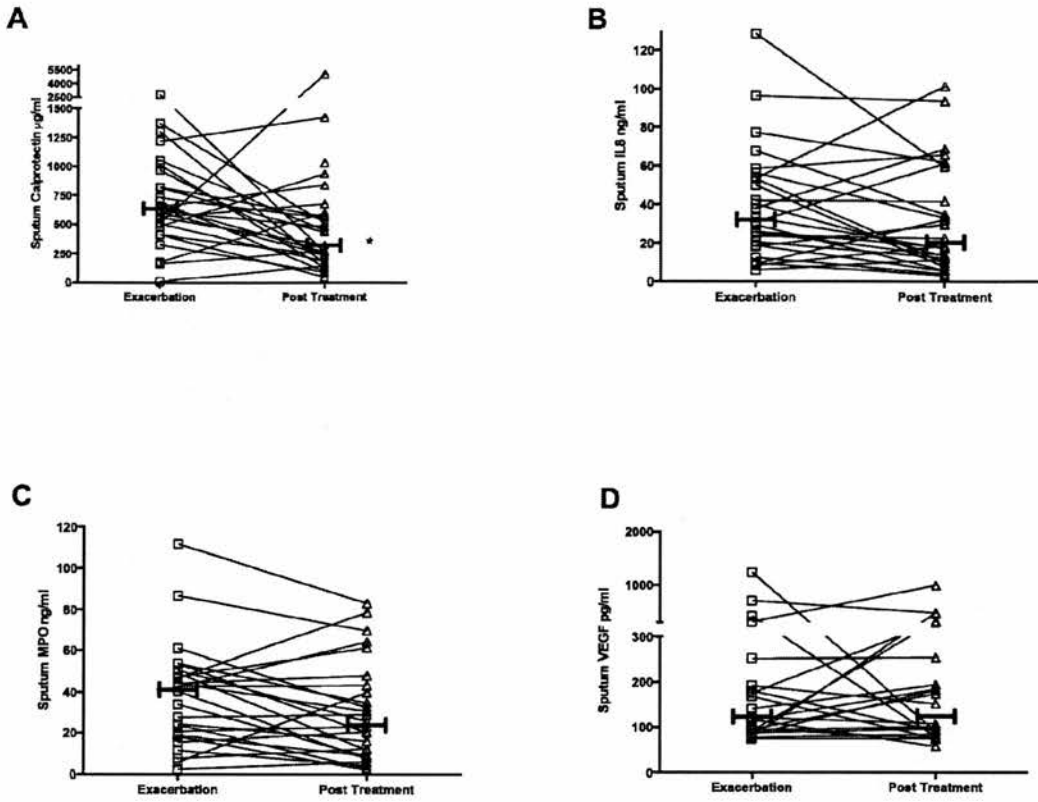 A
Sputum Calprotectin µg/ml
5500
4000
2500
1500
1250
1000
750
500
250
0
Exacerbation
Post Treatment
*
B
Sputum IL8 ng/ml
120
100
80
60
40
20
0
Exacerbation
Post Treatment
C
Sputum MPO ng/ml
120
100
80
60
40
20
0
Exacerbation
Post Treatment
D
Sputum VEGF pg/ml
2000
1000
300
200
100
0
Exacerbation
Post Treatment